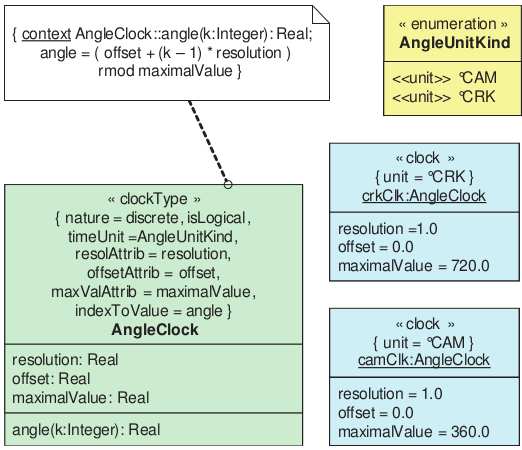 { context AngleClock::angle(k:Integer): Real;
angle = ( offset + (k – 1) * resolution )
rmod maximalValue }
« enumeration »
AngleUnitKind
<<unit>> °CAM
<<unit>> °CRK
« clockType »
{ nature = discrete, isLogical,
timeUnit =AngleUnitKind,
resolAttrib = resolution,
offsetAttrib = offset,
maxValAttrib = maximalValue,
indexToValue = angle }
AngleClock
resolution: Real
offset: Real
maximalValue: Real
angle(k:Integer): Real
« clock »
{ unit = °CRK }
crkClk:AngleClock
resolution =1.0
offset = 0.0
maximalValue = 720.0
« clock »
{ unit = °CAM }
camClk:AngleClock
resolution = 1.0
offset = 0.0
maximalValue = 360.0